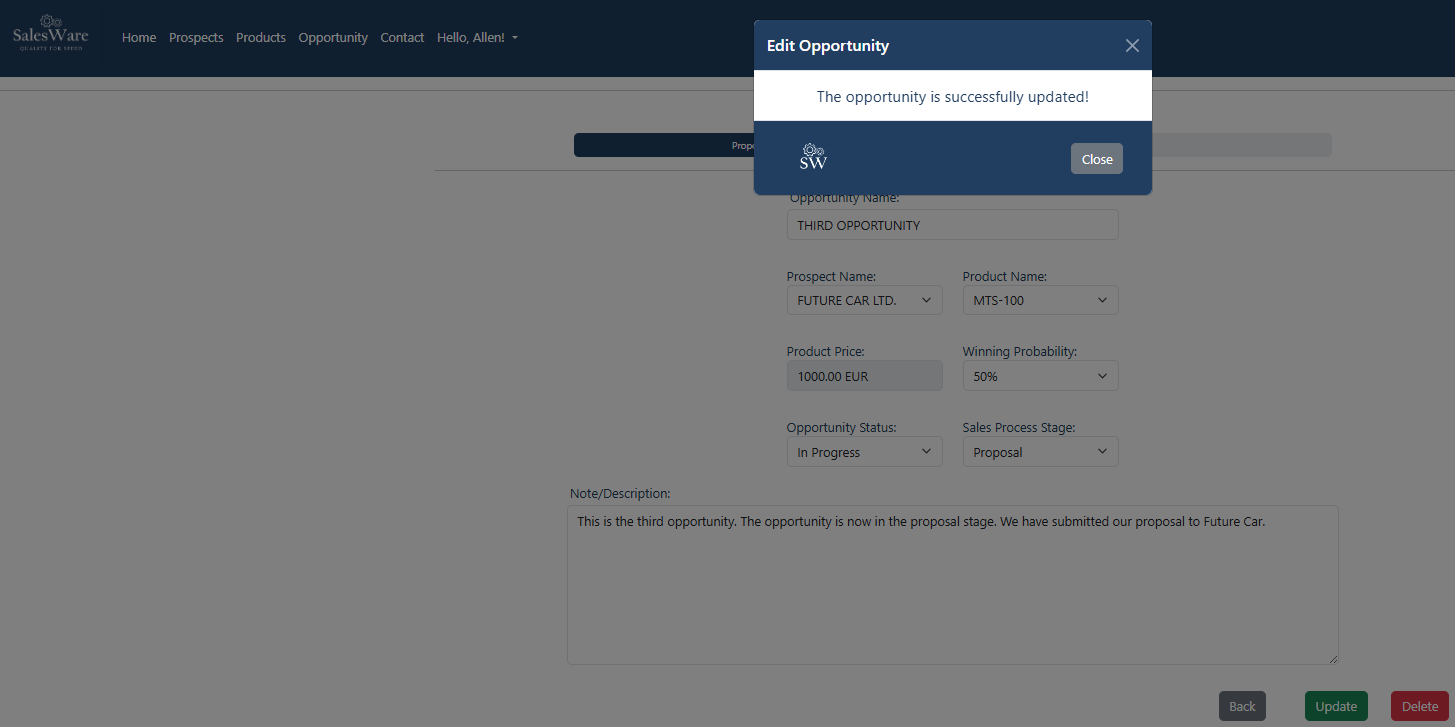 SalesWare
QUALITY FOR SPEED
Home Prospects Products Opportunity Contact Hello, Allen!
Edit Opportunity
The opportunity is successfully updated!
SW
Close
Opportunity Name:
THIRD OPPORTUNITY
Prospect Name: Product Name:
FUTURE CAR LTD. MTS-100
Product Price: Winning Probability:
1000.00 EUR 50%
Opportunity Status: Sales Process Stage:
In Progress Proposal
Note/Description:
This is the third opportunity. The opportunity is now in the proposal stage. We have submitted our proposal to Future Car.
Back Update Delete